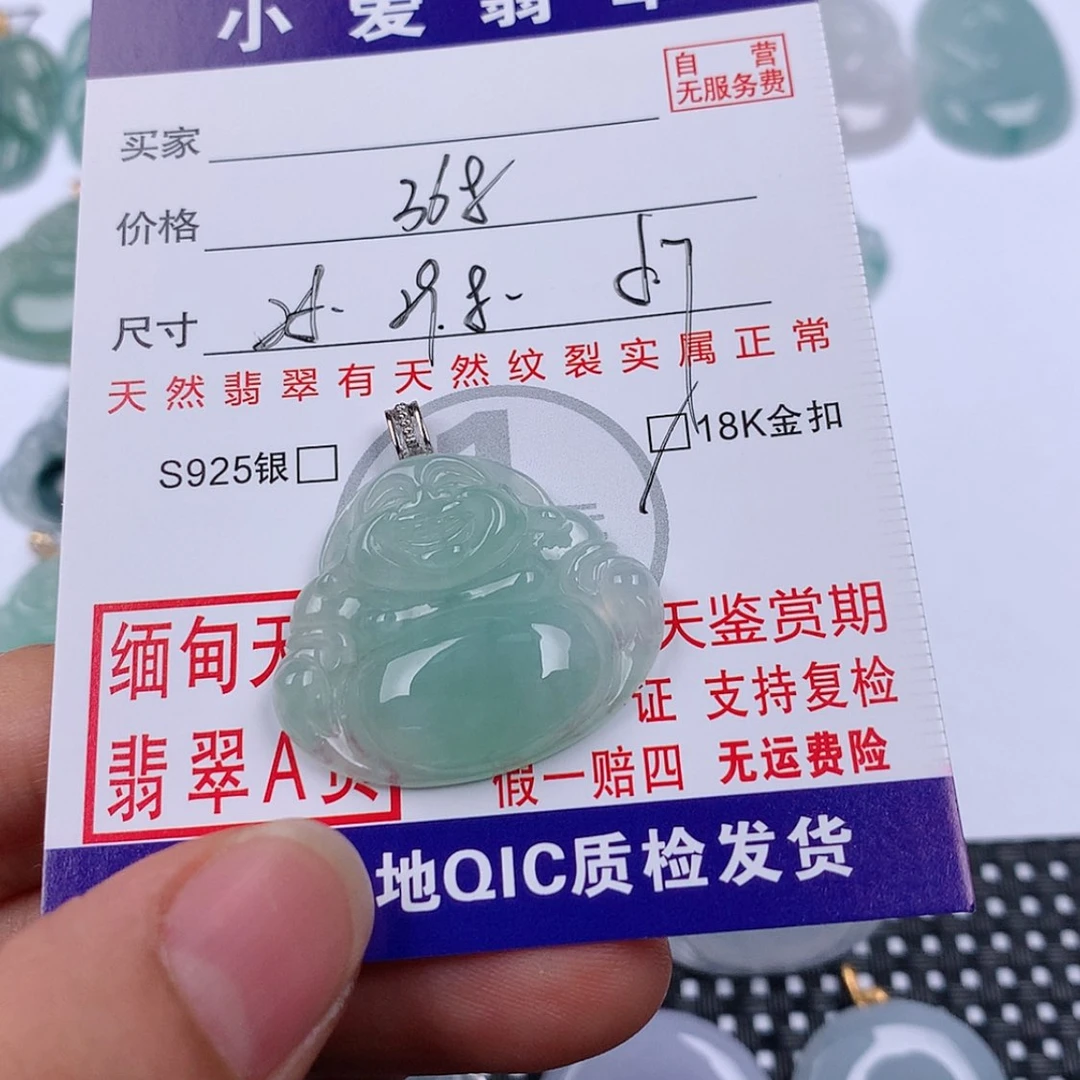 小爱翡翠
自营
无服务费
买家
价格 368
尺寸
天然翡翠有天然纹裂实属正常
S925银 18K金扣
缅甸天 天鉴赏期
翡翠A货 证 支持复检
假一赔四 无运费险
地QIC质检发货